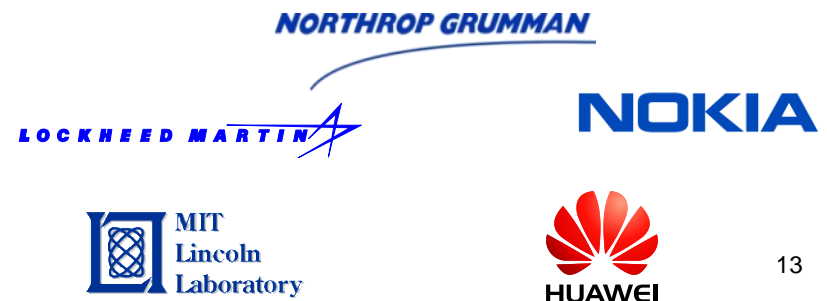 NORTHROP GRUMMAN
LOCKHEED MARTIN
NOKIA
MIT
Lincoln
Laboratory
HUAWEI
13